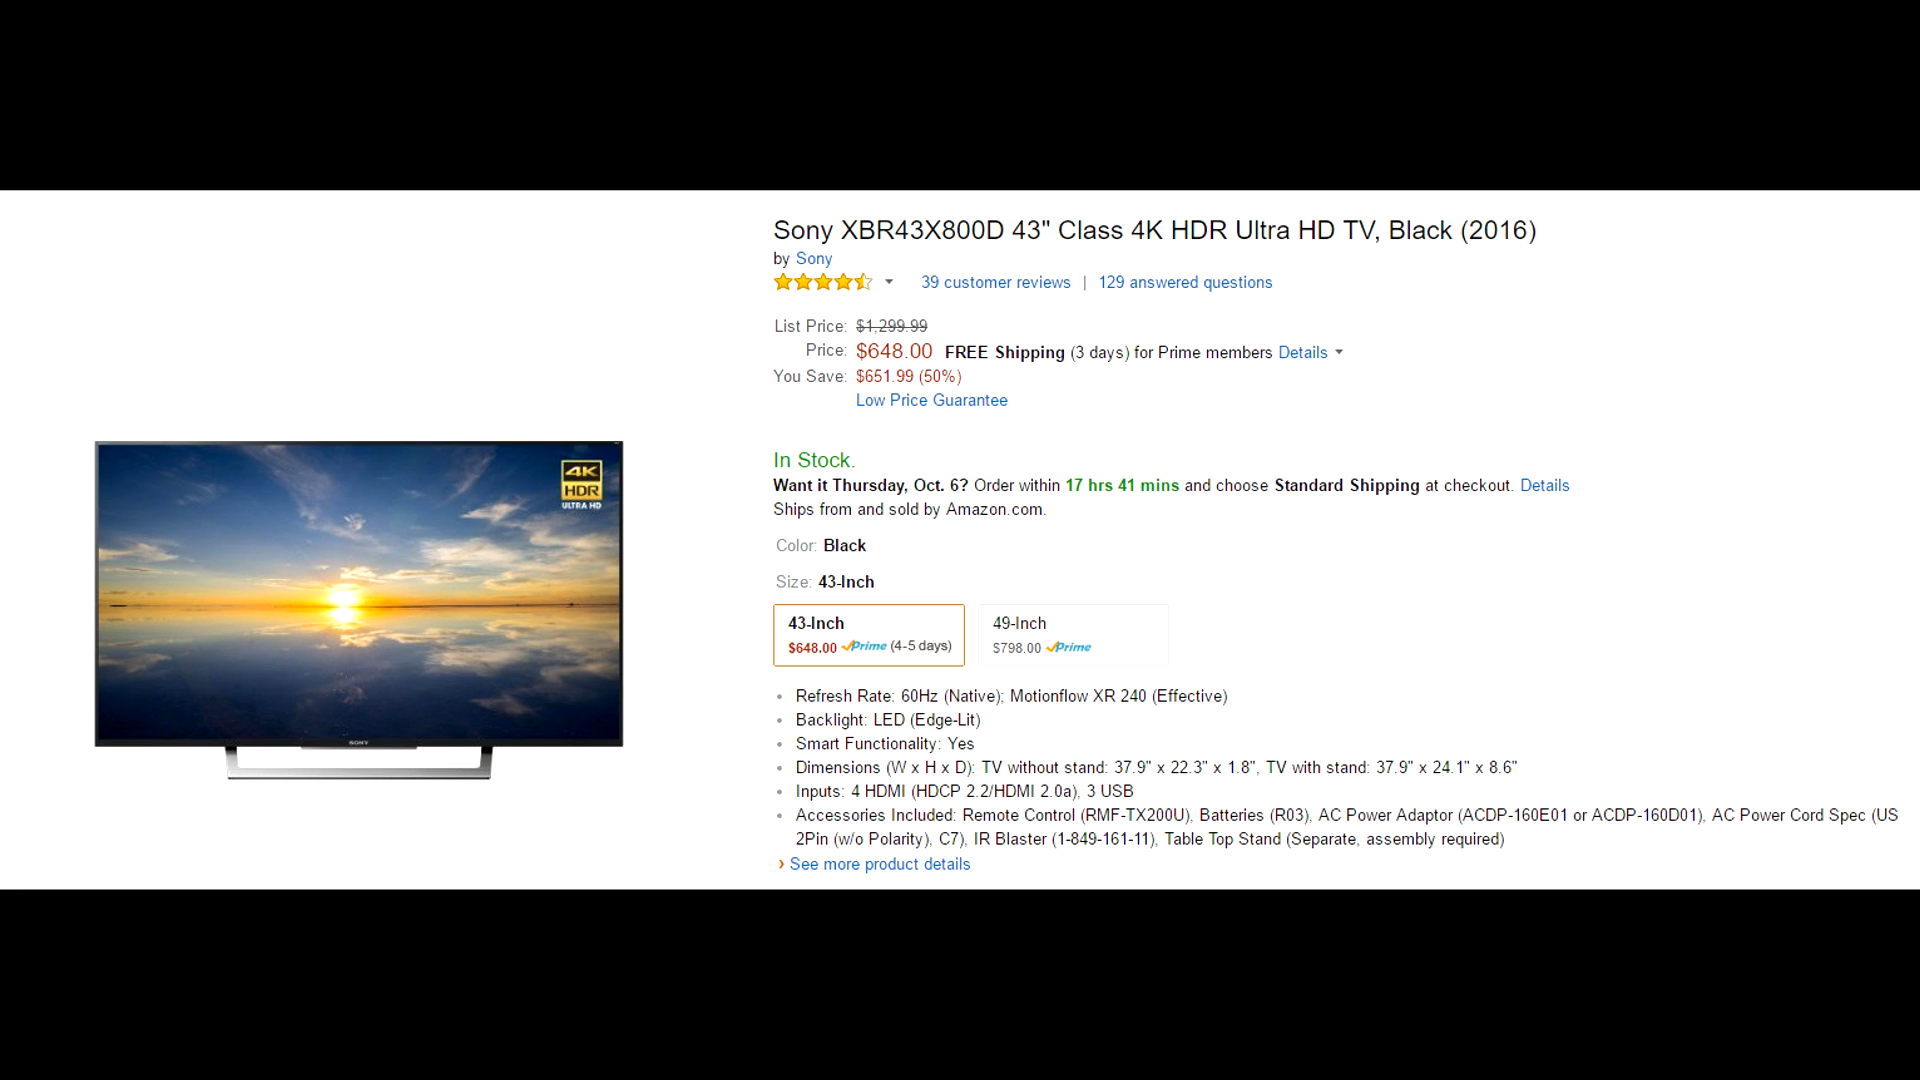 Sony XBR43X800D 43" Class 4K HDR Ultra HD TV, Black (2016)
by Sony
39 customer reviews | 129 answered questions
List Price: $1,299.99
Price: $648.00 FREE Shipping (3 days) for Prime members Details
You Save: $651.99 (50%)
Low Price Guarantee
4K
HDR
ULTRA HD
SONY
In Stock.
Want it Thursday, Oct. 6? Order within 17 hrs 41 mins and choose Standard Shipping at checkout. Details
Ships from and sold by Amazon.com.
Color: Black
Size: 43-Inch
43-Inch
$648.00 Prime (4-5 days)
49-Inch
$798.00 Prime
• Refresh Rate: 60Hz (Native); Motionflow XR 240 (Effective)
• Backlight: LED (Edge-Lit)
• Smart Functionality: Yes
• Dimensions (W x H x D): TV without stand: 37.9" x 22.3" x 1.8", TV with stand: 37.9" x 24.1" x 8.6"
• Inputs: 4 HDMI (HDCP 2.2/HDMI 2.0a), 3 USB
• Accessories Included: Remote Control (RMF-TX200U), Batteries (R03), AC Power Adaptor (ACDP-160E01 or ACDP-160D01), AC Power Cord Spec (US
2Pin (w/o Polarity), C7), IR Blaster (1-849-161-11), Table Top Stand (Separate, assembly required)
› See more product details